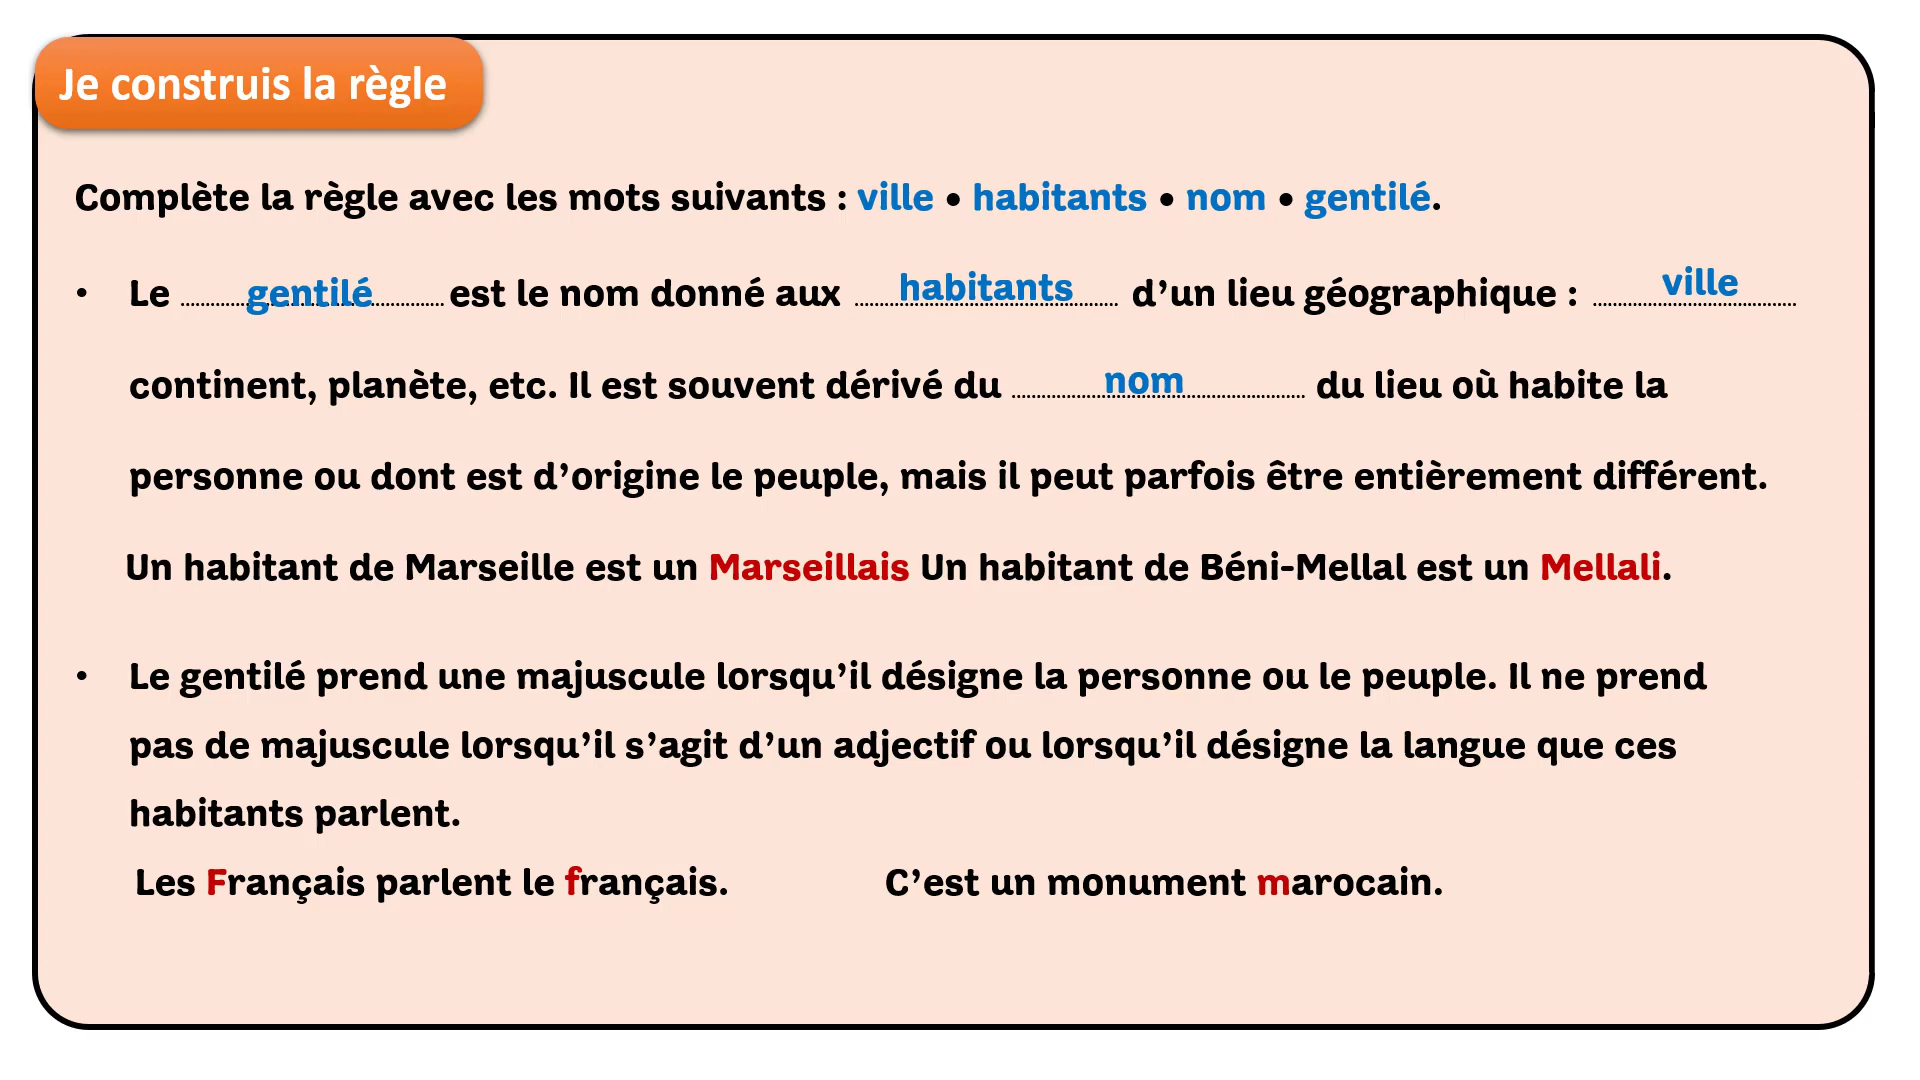 Je construis la règle
Complète la règle avec les mots suivants : ville • habitants • nom • gentilé.
• Le gentilé est le nom donné aux habitants d’un lieu géographique : ville
continent, planète, etc. Il est souvent dérivé du nom du lieu où habite la
personne ou dont est d’origine le peuple, mais il peut parfois être entièrement différent.
Un habitant de Marseille est un Marseillais Un habitant de Béni-Mellal est un Mellali.
• Le gentilé prend une majuscule lorsqu’il désigne la personne ou le peuple. Il ne prend
pas de majuscule lorsqu’il s’agit d’un adjectif ou lorsqu’il désigne la langue que ces
habitants parlent.
Les Français parlent le français. C’est un monument marocain.